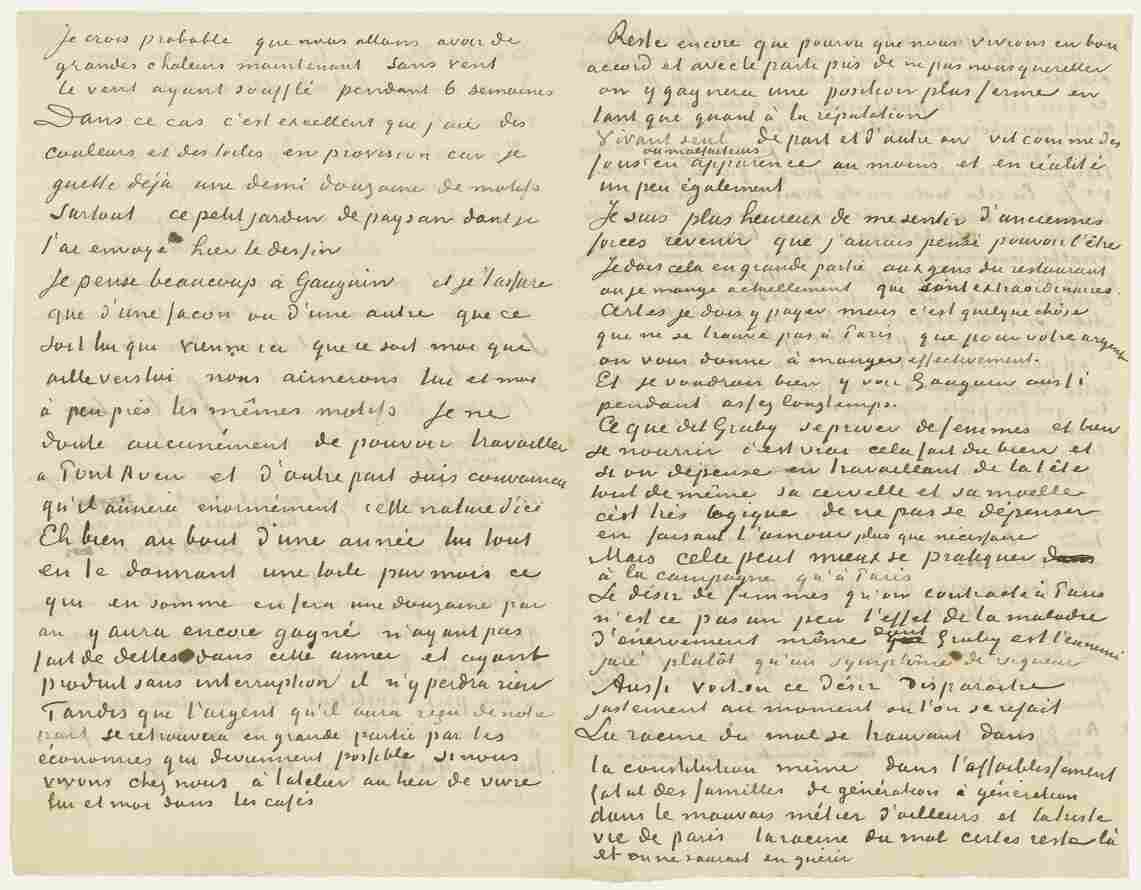 Je crois probable que nous allons avoir de
grandes chaleurs maintenant sans vent
le vent ayant soufflé pendant 6 semaines
Dans ce cas c'est excellent que j'aie des
couleurs et des toiles en provision car je
guette déjà une demi douzaine de motifs
surtout ce petit jardin de paysan dont je
t'ai envoyé hier le dessin
Je pense beaucoup à Gauguin et je t'assure
que d'une façon ou d'une autre que ce
soit lui qui vienne ici que ce soit moi qui
aille vers lui nous aimerons lui et moi
à peu près les mêmes motifs Je ne
doute aucunement de pouvoir travailler
a Pont Aven et d'autre part suis convaincu
qu'il aimera énormément cette nature d'ici
Eh bien au bout d'une année lui tout
en te donnant une toile par mois ce
qui en somme en fera une douzaine par
an y aura encore gagné n'ayant pas
fait de dettes dans cette année et ayant
produit sans interruption il n'y perdra rien
Tandis que l'argent qu'il aura reçu de notre
part se retrouvera en grande partie par les
économies qui deviennent possible si nous
vivons chez nous à l'atelier au lieu de vivre
lui et moi dans les cafés
Reste encore que pourvu que nous vivions en bon
accord et avec le parti pris de ne pas nous quereller
on y gagnera une position plus ferme en
tant que quant à la réputation
Vivant seul de part et d'autre on vit comme des
fous ou malfaiteurs en apparence au moins et en réalité
un peu également
Je suis plus heureux de me sentir d'anciennes
forces revenir que j'aurais pensé pouvoir l'être
Je dois cela en grande partie aux gens du restaurant
ou je mange actuellement qui sont extraordinaires.
Certes je dois y payer mais c'est quelque chose
que ne se trouve pas à Paris que pour votre argent
on vous donne à manger effectivement.
Et je voudrais bien y voir Gauguin aussi
pendant assez longtemps.
Ce que dit Gruby se priver de femmes et bien
se nourrir c'est vrai cela fait du bien et
si on dépense en travaillant de la tête
tout de même sa cervelle et sa moelle
c'est très logique de ne pas se dépenser
en faisant l'amour plus que nécessaire
Mais cela peut mieux se pratiquer dans
à la campagne qu'à Paris
Le désir de femmes qu'on contracte à Paris
n'est ce pas un peu l'effet de la maladie
d'énervement même dont Gruby est l'ennemi
juré plutôt qu'un symptôme de vigueur
Aussi voit on ce désir disparaitre
justement au moment où l'on se refait
La racine du mal se trouvant dans
la constitution même dans l'affaiblissement
fatal des familles de génération à génération
dans le mauvais métier d'ailleurs et la triste
vie de paris la racine du mal certes reste là
et on ne saurait en guérir